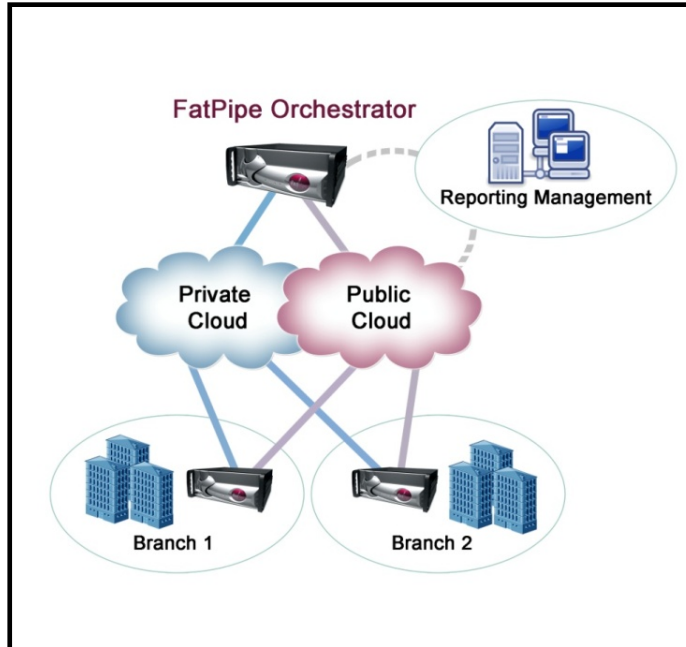 FatPipe Orchestrator
Reporting Management
Private
Cloud
Public
Cloud
Branch 1
Branch 2